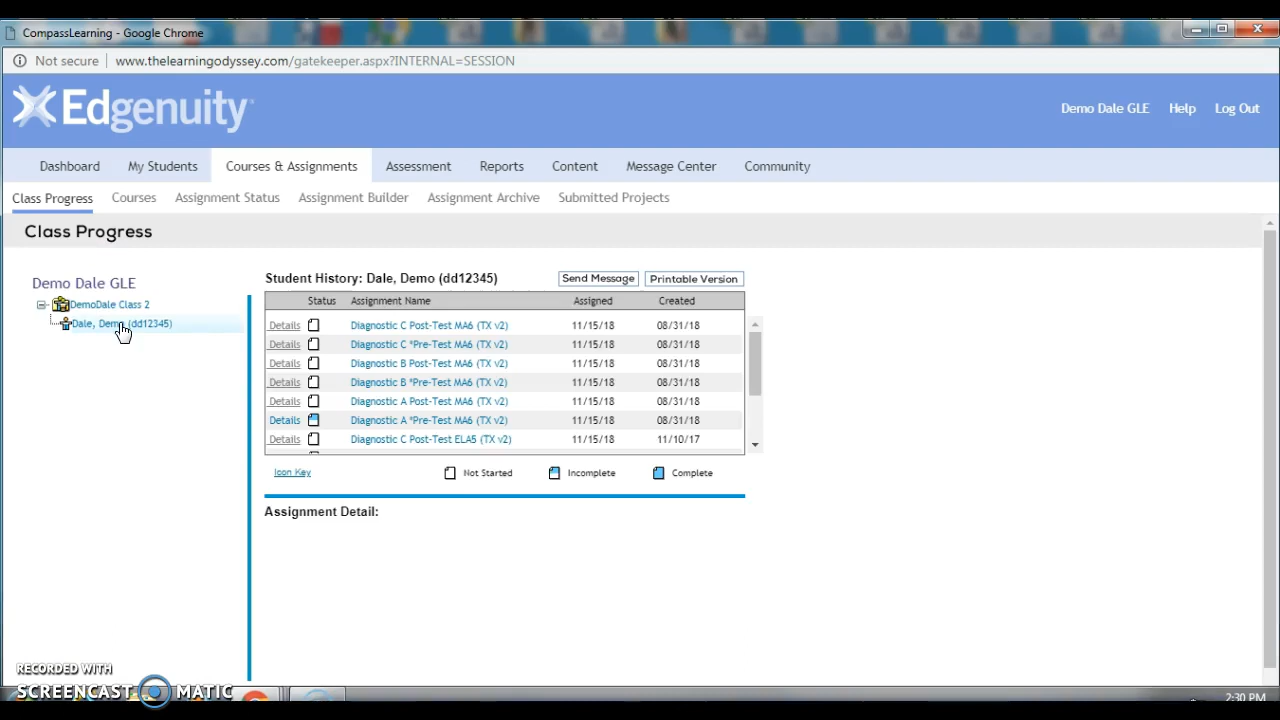 CompassLearning - Google Chrome
Not secure www.thelearningodyssey.com/gatekeeper.aspx?INTERNAL=SESSION
Edgenuity
Demo Dale GLE Help Log Out
Dashboard My Students Courses & Assignments Assessment Reports Content Message Center Community
Class Progress Courses Assignment Status Assignment Builder Assignment Archive Submitted Projects
Class Progress
Demo Dale GLE
DemoDale Class 2
Dale, Demo (dd12345)
Student History: Dale, Demo (dd12345) Send Message Printable Version
Status Assignment Name Assigned Created
Details Diagnostic C Post-Test MA6 (TX v2) 11/15/18 08/31/18
Details Diagnostic C *Pre-Test MA6 (TX v2) 11/15/18 08/31/18
Details Diagnostic B Post-Test MA6 (TX v2) 11/15/18 08/31/18
Details Diagnostic B *Pre-Test MA6 (TX v2) 11/15/18 08/31/18
Details Diagnostic A Post-Test MA6 (TX v2) 11/15/18 08/31/18
Details Diagnostic A *Pre-Test MA6 (TX v2) 11/15/18 08/31/18
Details Diagnostic C Post-Test ELA5 (TX v2) 11/15/18 11/10/17
Icon Key Not Started Incomplete Complete
Assignment Detail:
RECORDED WITH
SCREENCAST MATIC
2:30 PM